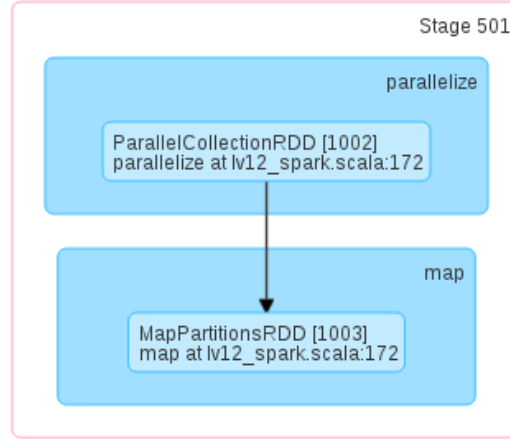 Stage 501
parallelize
ParallelCollectionRDD [1002]
parallelize at lv12_spark.scala:172
map
MapPartitionsRDD [1003]
map at lv12_spark.scala:172